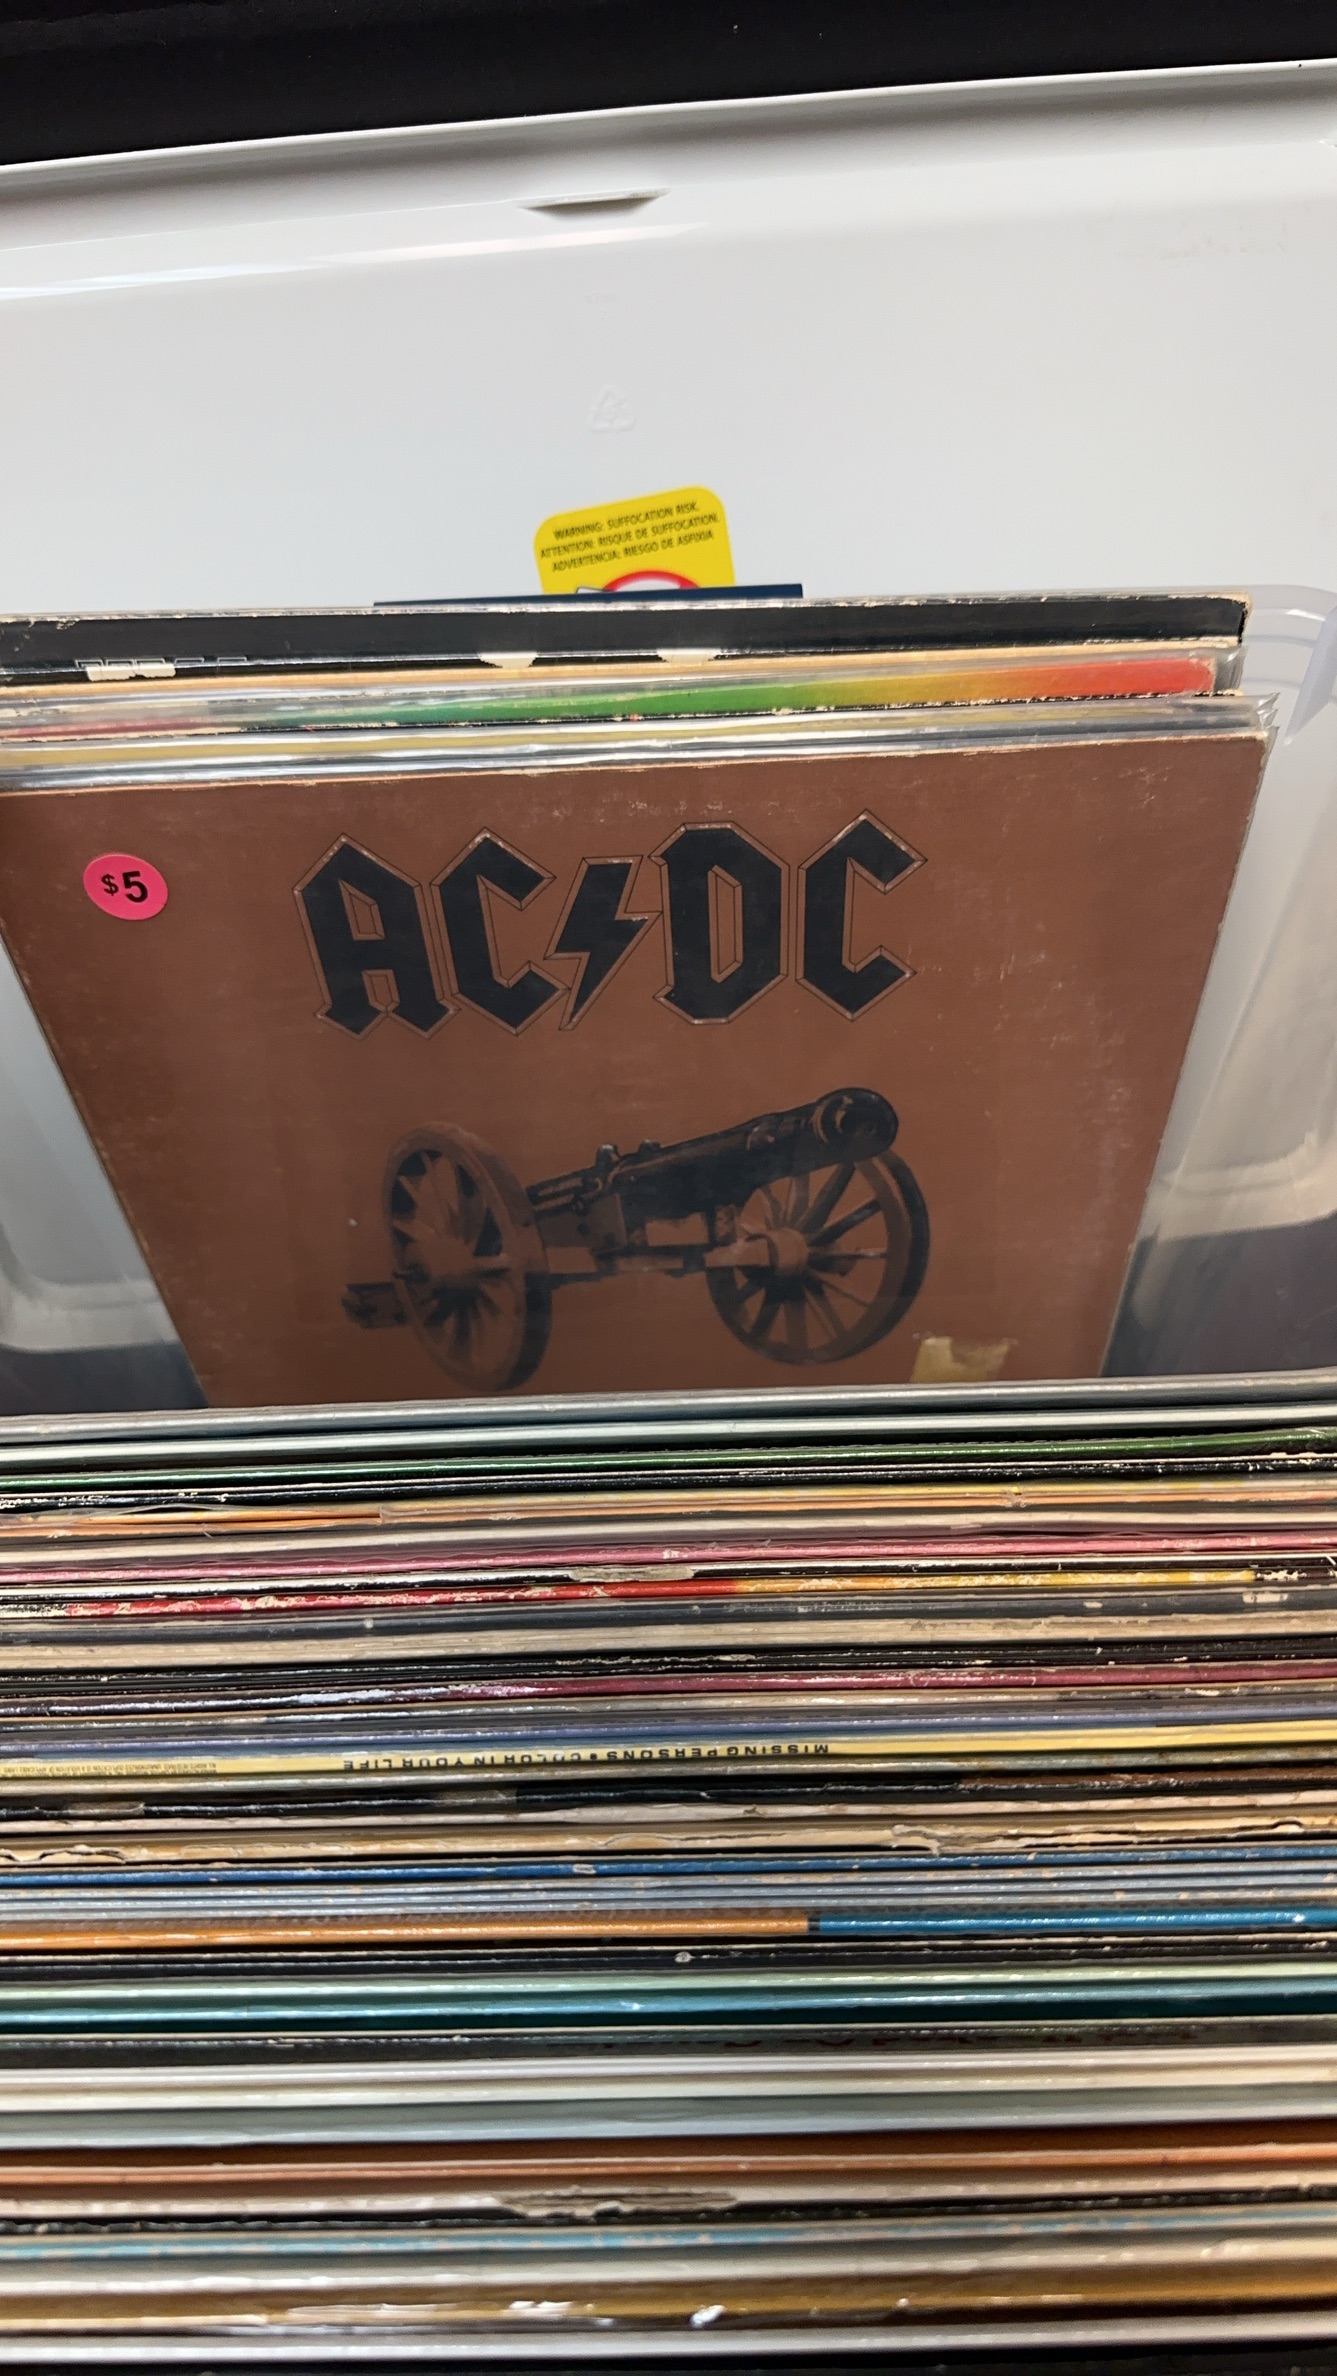 WARNING: SUFFOCATION RISK.
ATTENTION: RISQUE DE SUFFOCATION.
ADVERTENCIA: RIESGO DE ASFIXIA
$5
AC⚡DC
MISSING PERSONS • COLOR IN YOUR LIFE